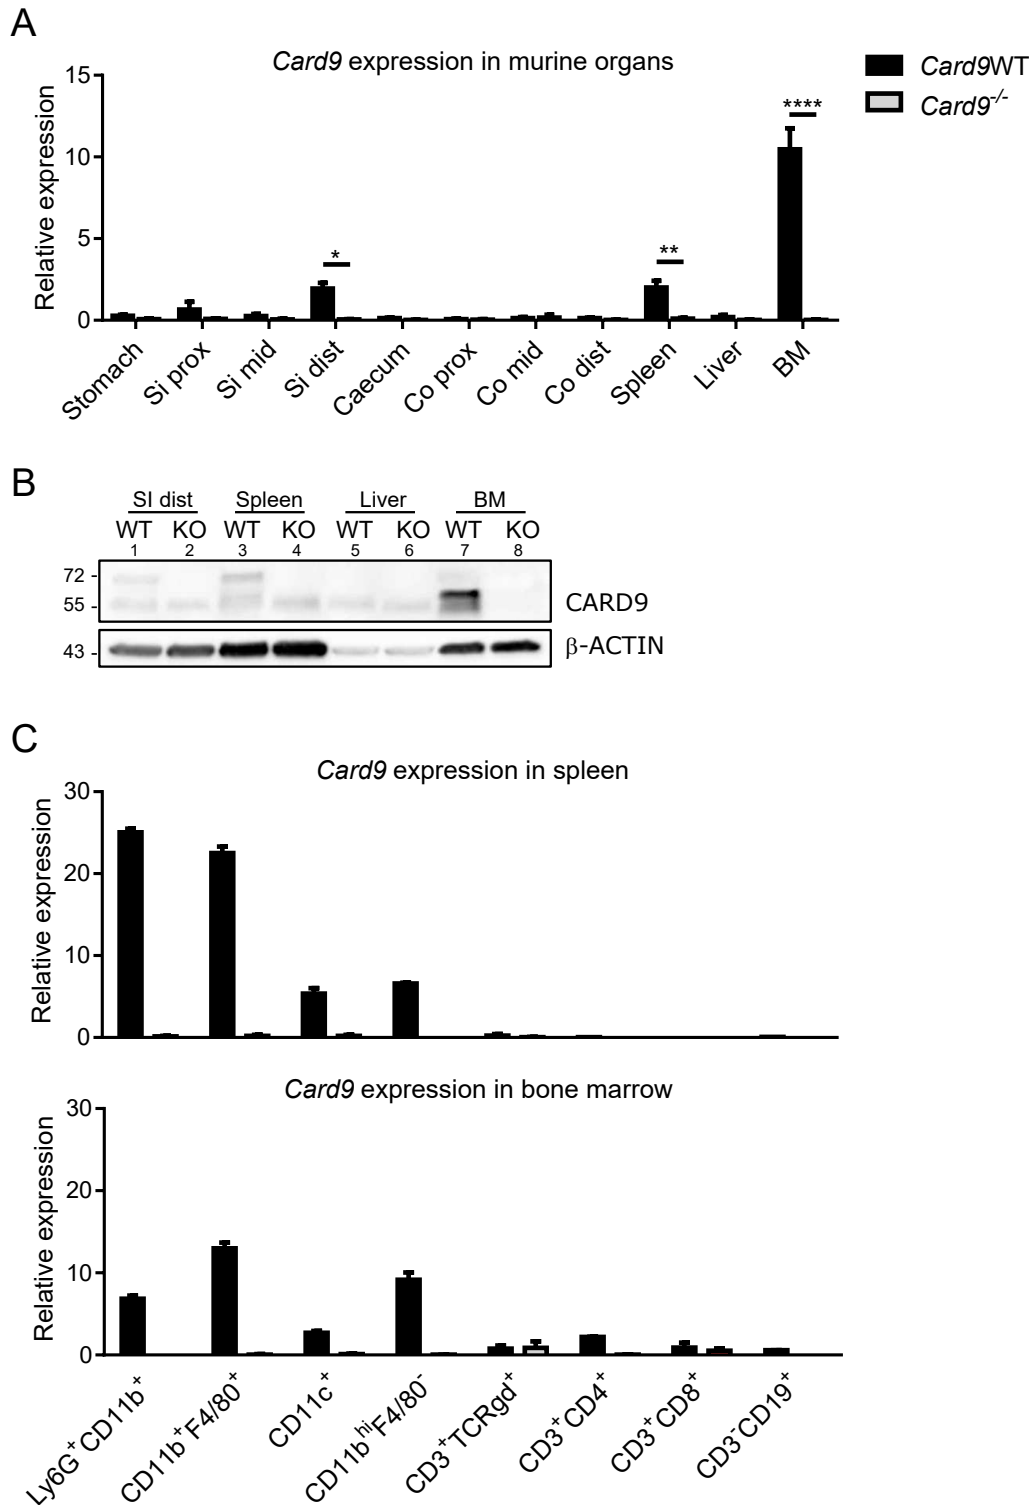 A
Card9 expression in murine organs
Card9WT
Card9-/-
Relative expression
15
10
5
0
*
**
****
Stomach
Si prox
Si mid
Si dist
Caecum
Co prox
Co mid
Co dist
Spleen
Liver
BM
B
SI dist Spleen Liver BM
WT KO WT KO WT KO WT KO
1 2 3 4 5 6 7 8
72 -
55 -
CARD9
43 -
β-ACTIN
C
Card9 expression in spleen
Relative expression
30
20
10
0
Card9 expression in bone marrow
Relative expression
30
20
10
0
Ly6G+CD11b+
CD11b+F4/80+
CD11c+
CD11bhiF4/80-
CD3+TCRgd+
CD3+CD4+
CD3+CD8+
CD3-CD19+